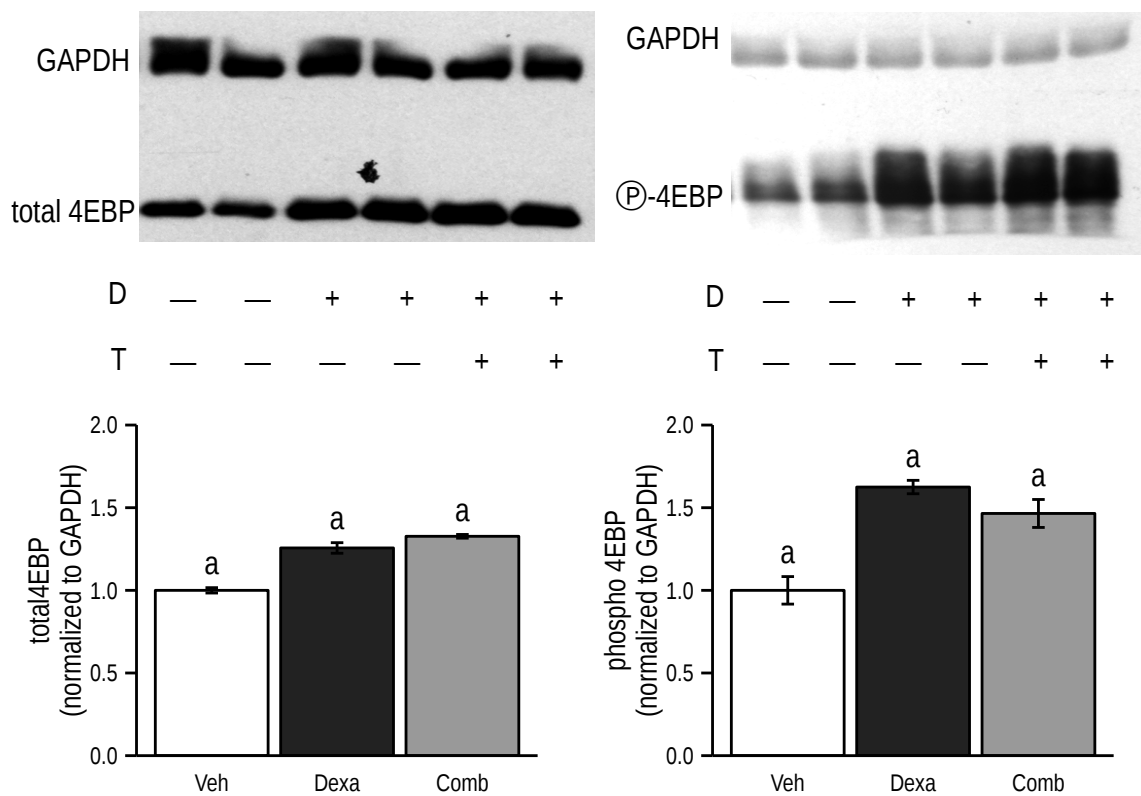 GAPDH
total 4EBP
D — — + + + +
T — — — — + +
2.0
1.5
1.0
0.5
0.0
total4EBP
(normalized to GAPDH)
a
a
a
Veh Dexa Comb
GAPDH
Ⓟ-4EBP
D — — + + + +
T — — — — + +
2.0
1.5
1.0
0.5
0.0
phospho 4EBP
(normalized to GAPDH)
a
a
a
Veh Dexa Comb